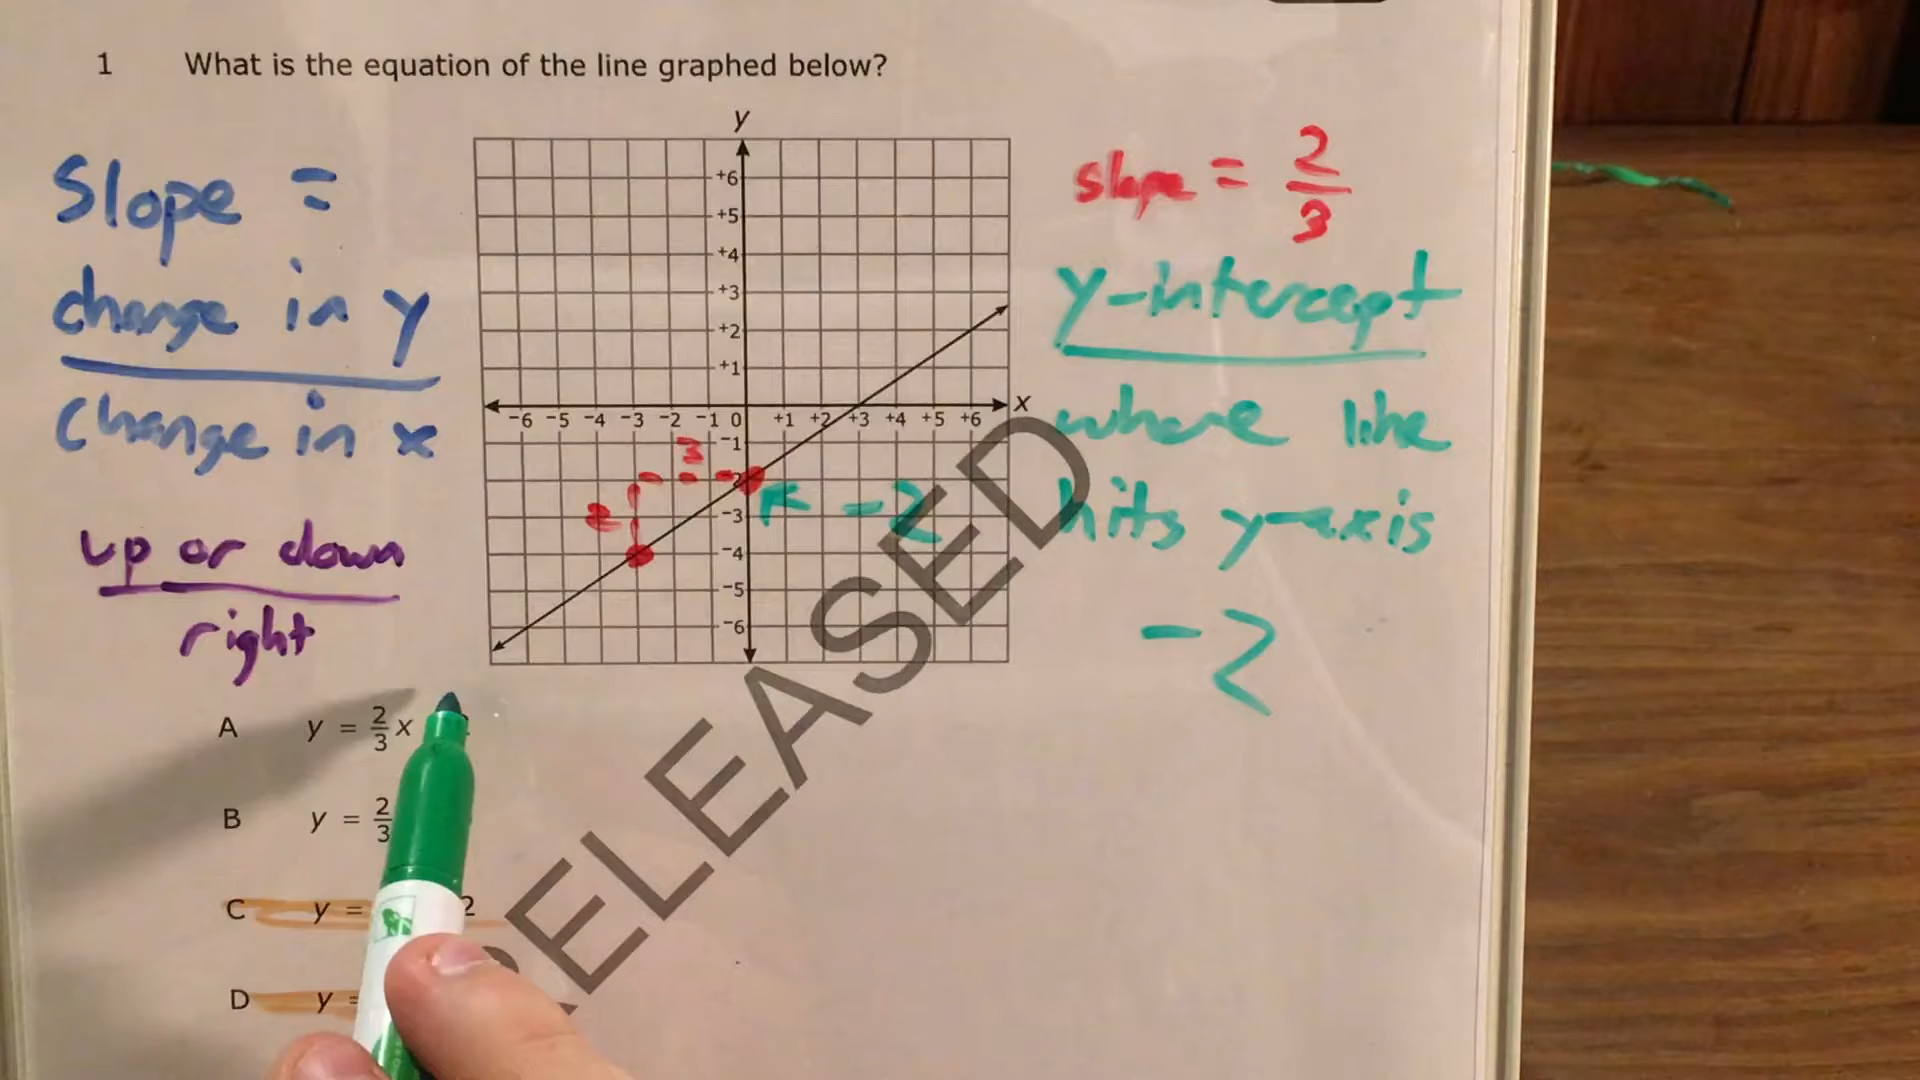 1 What is the equation of the line graphed below?
y
+6
+5
+4
+3
+2
+1
x
−6 −5 −4 −3 −2 −1 0 +1 +2 +3 +4 +5 +6
−1
−3
−4
−5
−6
3
2
← -2
Slope =
change in y
change in x
up or down
right
slope = 2/3
y-intercept
where line
hits y-axis
-2
A y = 2/3 x
B y = 2/3
C y = 2
D y =
RELEASED